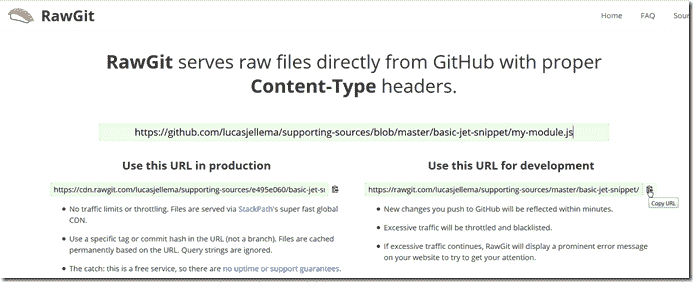 RawGit
Home FAQ
RawGit serves raw files directly from GitHub with proper
Content-Type headers.
https://github.com/lucasjellema/supporting-sources/blob/master/basic-jet-snippet/my-module.js
Use this URL in production
https://cdn.rawgit.com/lucasjellema/supporting-sources/e495e060/basic-jet-si
No traffic limits or throttling. Files are served via StackPath's super fast global
CDN.
Use a specific tag or commit hash in the URL (not a branch). Files are cached
permanently based on the URL. Query strings are ignored.
The catch: this is a free service, so there are no uptime or support guarantees.
Use this URL for development
https://rawgit.com/lucasjellema/supporting-sources/master/basic-jet-snippet/
Copy URL
New changes you push to GitHub will be reflected within minutes.
Excessive traffic will be throttled and blacklisted.
If excessive traffic continues, RawGit will display a prominent error message
on your website to try to get your attention.